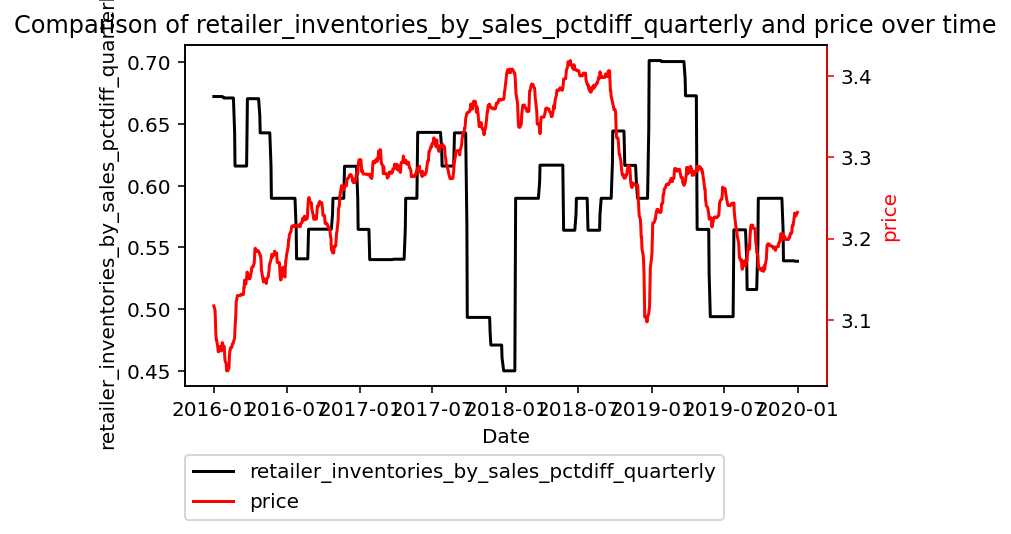 Comparison of retailer_inventories_by_sales_pctdiff_quarterly and price over time
retailer_inventories_by_sales_pctdiff_quarterl
0.70
0.65
0.60
0.55
0.50
0.45
3.4
3.3
3.2
3.1
price
2016-01 2016-07 2017-01 2017-07 2018-01 2018-07 2019-01 2019-07 2020-01
Date
retailer_inventories_by_sales_pctdiff_quarterly
price